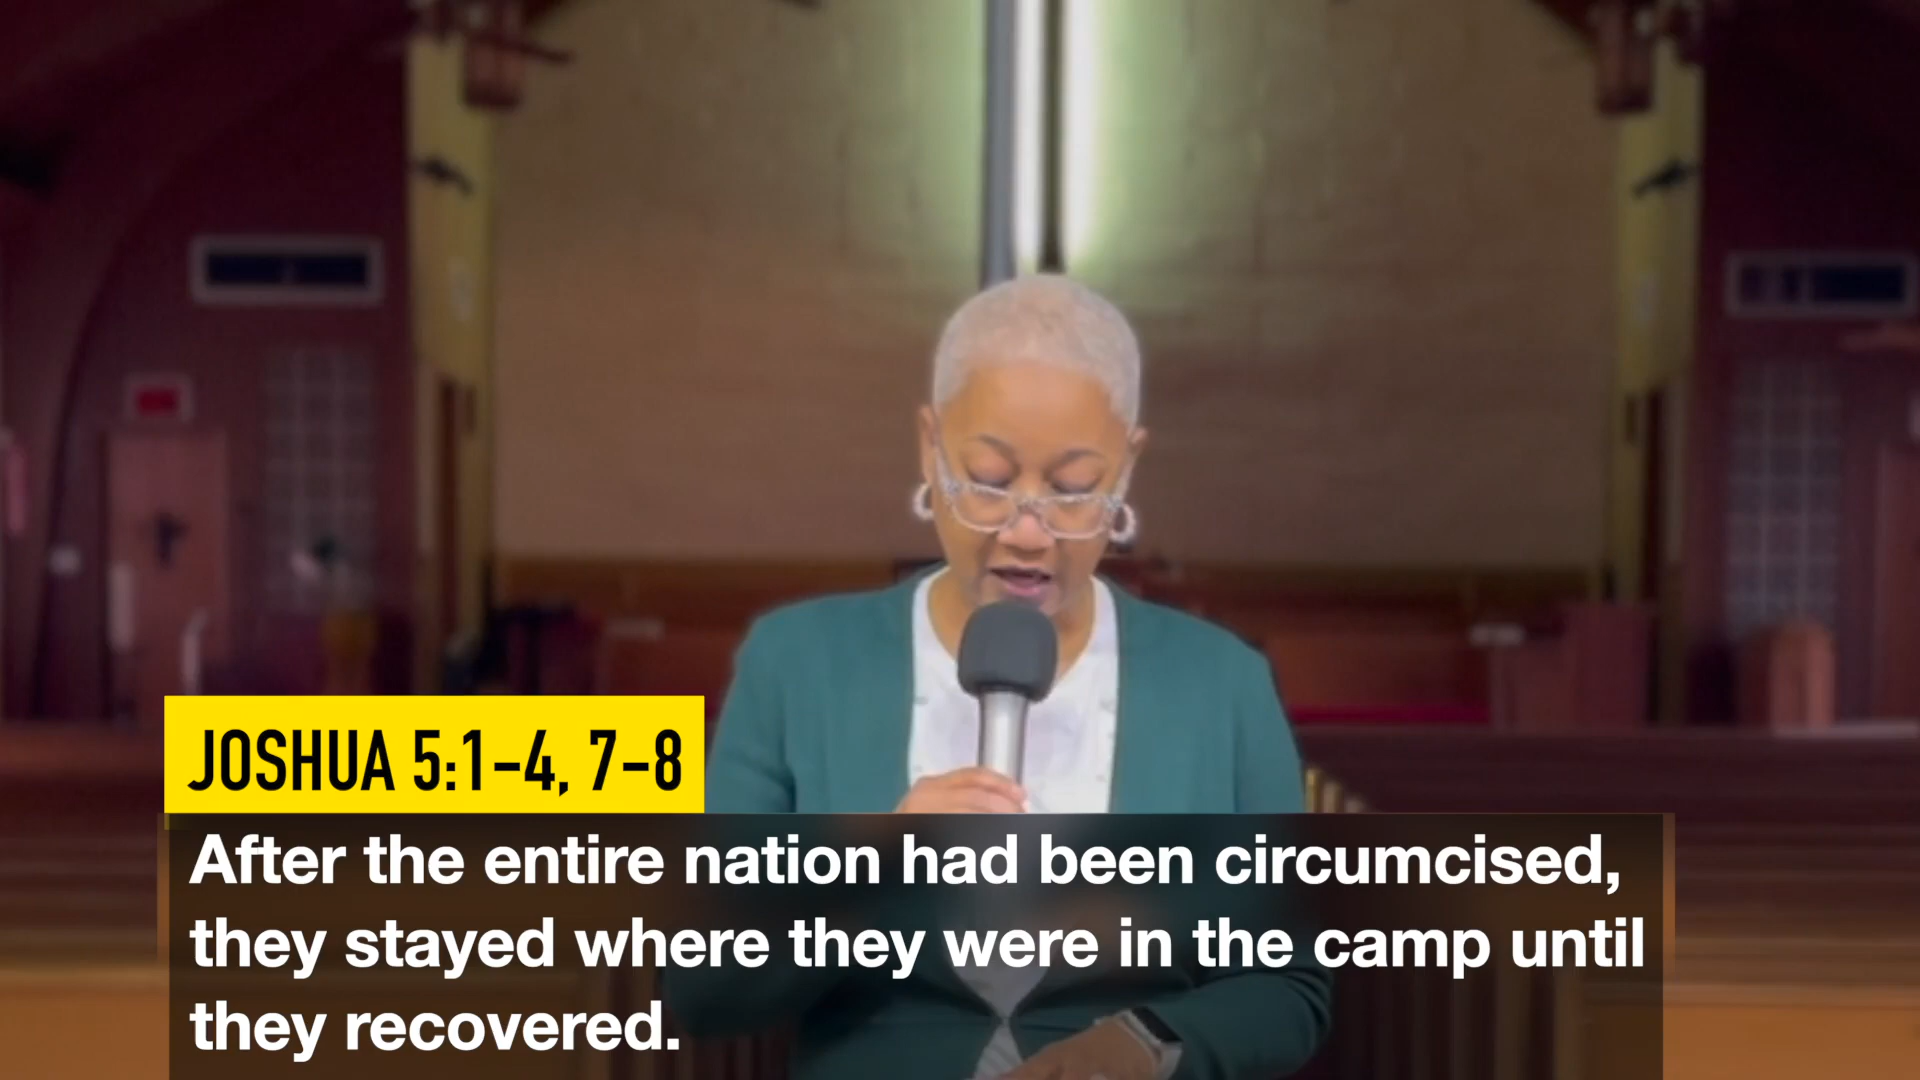 JOSHUA 5:1-4, 7-8
After the entire nation had been circumcised,
they stayed where they were in the camp until
they recovered.